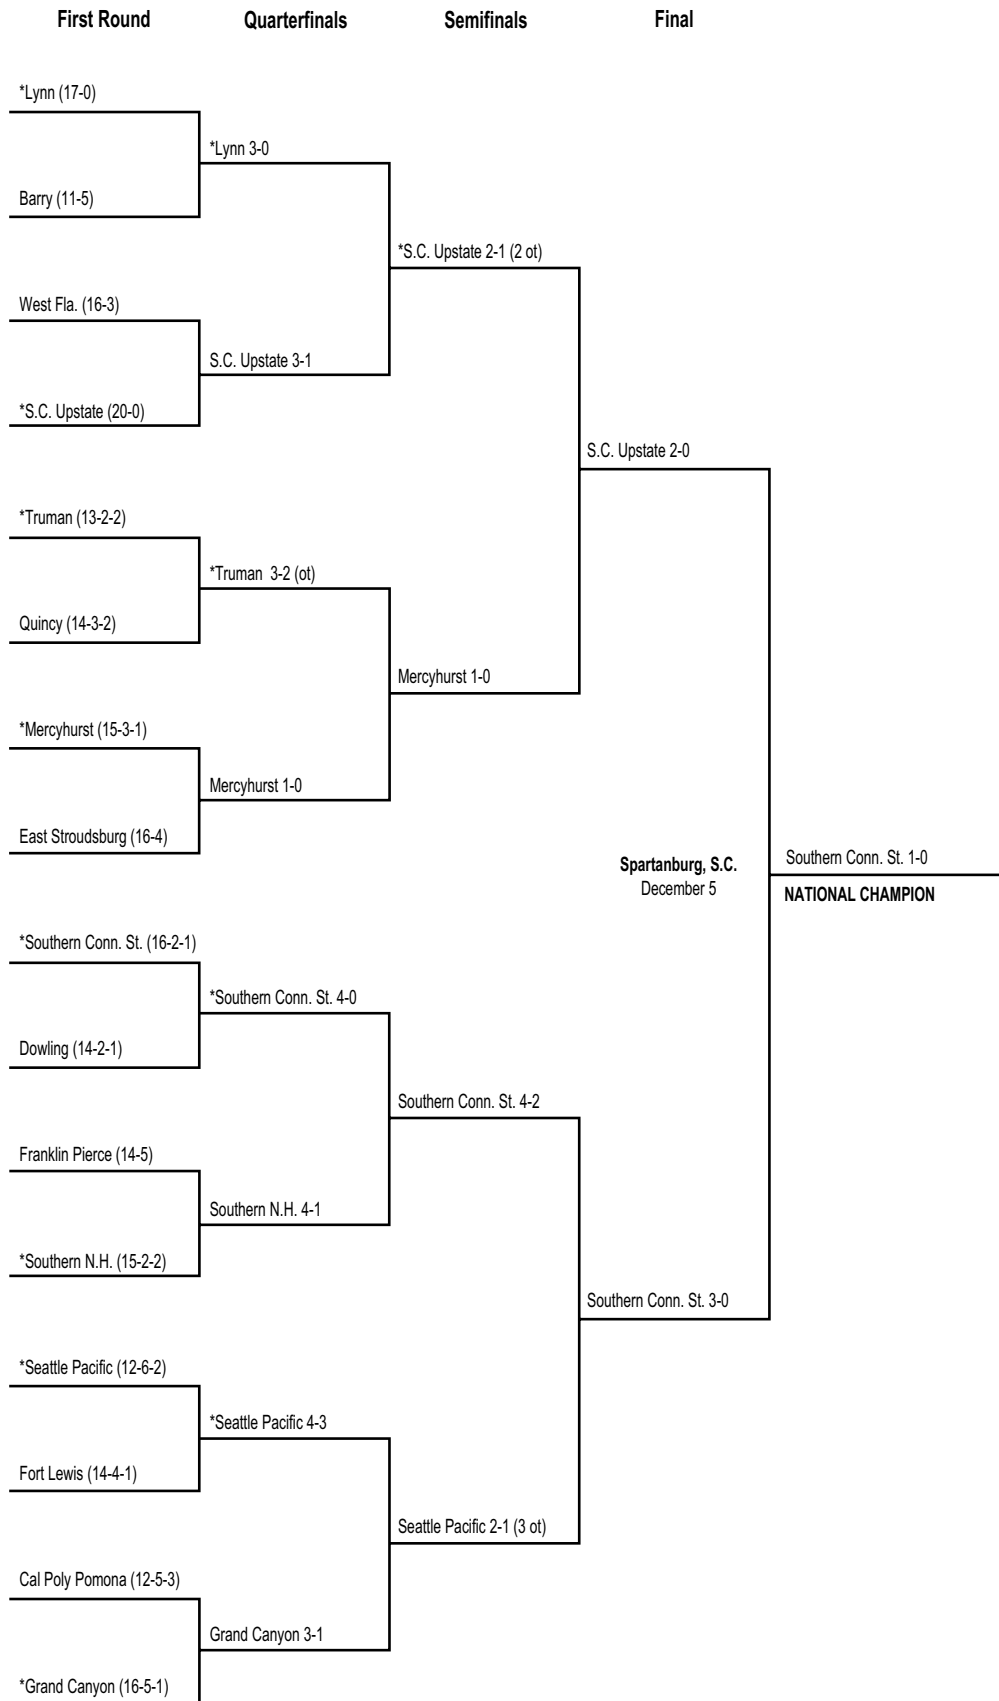 First Round
Quarterfinals
Semifinals
Final
*Lynn (17-0)
*Lynn 3-0
Barry (11-5)
*S.C. Upstate 2-1 (2 ot)
West Fla. (16-3)
S.C. Upstate 3-1
*S.C. Upstate (20-0)
S.C. Upstate 2-0
*Truman (13-2-2)
*Truman  3-2 (ot)
Quincy (14-3-2)
Mercyhurst 1-0
*Mercyhurst (15-3-1)
Mercyhurst 1-0
East Stroudsburg (16-4)
Spartanburg, S.C.
December 5
Southern Conn. St. 1-0
NATIONAL CHAMPION
*Southern Conn. St. (16-2-1)
*Southern Conn. St. 4-0
Dowling (14-2-1)
Southern Conn. St. 4-2
Franklin Pierce (14-5)
Southern N.H. 4-1
*Southern N.H. (15-2-2)
Southern Conn. St. 3-0
*Seattle Pacific (12-6-2)
*Seattle Pacific 4-3
Fort Lewis (14-4-1)
Seattle Pacific 2-1 (3 ot)
Cal Poly Pomona (12-5-3)
Grand Canyon 3-1
*Grand Canyon (16-5-1)